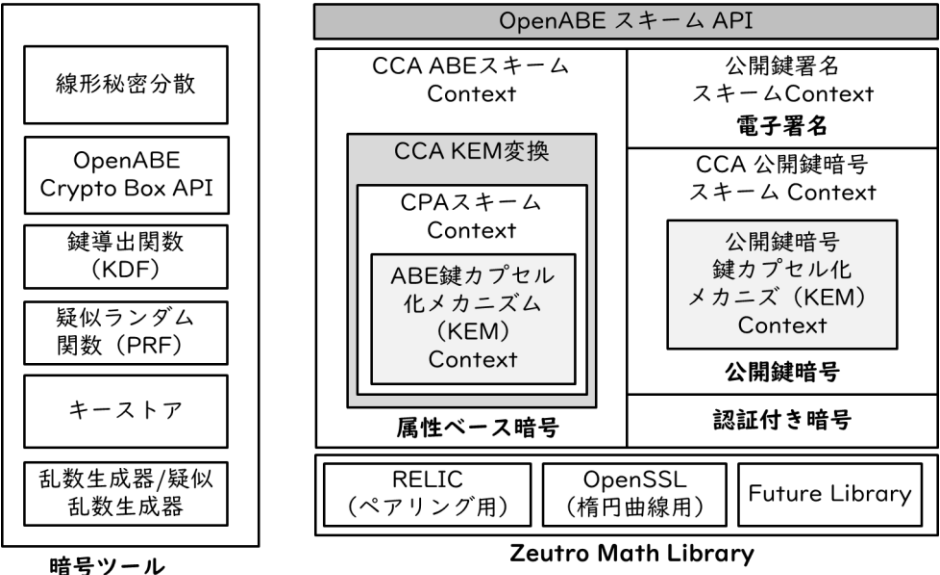 線形秘密分散
OpenABE
Crypto Box API
鍵導出関数
（KDF）
疑似ランダム
関数（PRF）
キーストア
乱数生成器/疑似
乱数生成器
暗号ツール
OpenABE スキーム API
CCA ABEスキーム
Context
CCA KEM変換
CPAスキーム
Context
ABE鍵カプセル
化メカニズム
（KEM）
Context
属性ベース暗号
公開鍵署名
スキームContext
電子署名
CCA 公開鍵暗号
スキーム Context
公開鍵暗号
鍵カプセル化
メカニズ（KEM）
Context
公開鍵暗号
認証付き暗号
RELIC
（ペアリング用）
OpenSSL
（楕円曲線用）
Future Library
Zeutro Math Library